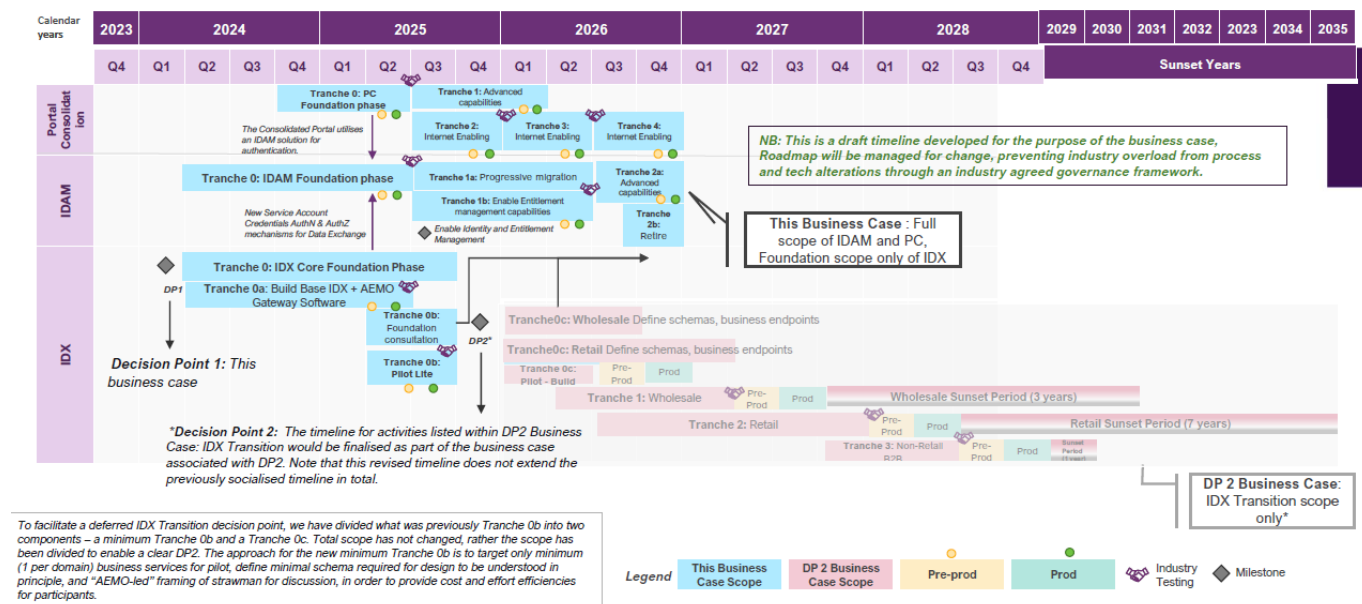 Calendar
years
2023 2024 2025 2026 2027 2028 2029 2030 2031 2032 2023 2034 2035
Q4 Q1 Q2 Q3 Q4 Q1 Q2 Q3 Q4 Q1 Q2 Q3 Q4 Q1 Q2 Q3 Q4 Q1 Q2 Q3 Q4 Sunset Years
Portal
Consolidat
ion
Tranche 0: PC
Foundation phase
Tranche 1: Advanced
capabilities
The Consolidated Portal utilises
an IDAM solution for
authentication.
Tranche 2:
Internet Enabling
Tranche 3:
Internet Enabling
Tranche 4:
Internet Enabling
NB: This is a draft timeline developed for the purpose of the business case,
Roadmap will be managed for change, preventing industry overload from process
and tech alterations through an industry agreed governance framework.
IDAM
Tranche 0: IDAM Foundation phase
Tranche 1a: Progressive migration
Tranche 2a:
Advanced
capabilities
Tranche 1b: Enable Entitlement
management capabilities
New Service Account
Credentials AuthN & AuthZ
mechanisms for Data Exchange
Enable Identity and Entitlement
Management
Tranche
2b:
Retire
This Business Case : Full
scope of IDAM and PC,
Foundation scope only of IDX
IDX
Tranche 0: IDX Core Foundation Phase
DP1
Tranche 0a: Build Base IDX + AEMO
Gateway Software
Tranche 0b:
Foundation
consultation
DP2*
Tranche0c: Wholesale Define schemas, business endpoints
Tranche0c: Retail Define schemas, business endpoints
Decision Point 1: This
business case
Tranche 0b:
Pilot Lite
Tranche 0c:
Pilot - Build
Pre-
Prod
Prod
Tranche 1: Wholesale
Pre-
Prod
Prod
Wholesale Sunset Period (3 years)
Tranche 2: Retail
Pre-
Prod
Prod
Retail Sunset Period (7 years)
Tranche 3: Non-Retail
B2B
Pre-
Prod
Prod
Sunset
Period
(1 year)
*Decision Point 2: The timeline for activities listed within DP2 Business
Case: IDX Transition would be finalised as part of the business case
associated with DP2. Note that this revised timeline does not extend the
previously socialised timeline in total.
DP 2 Business Case:
IDX Transition scope
only*
To facilitate a deferred IDX Transition decision point, we have divided what was previously Tranche 0b into two
components – a minimum Tranche 0b and a Tranche 0c. Total scope has not changed, rather the scope has
been divided to enable a clear DP2. The approach for the new minimum Tranche 0b is to target only minimum
(1 per domain) business services for pilot, define minimal schema required for design to be understood in
principle, and “AEMO-led” framing of strawman for discussion, in order to provide cost and effort efficiencies
for participants.
Legend
This Business
Case Scope
DP 2 Business
Case Scope
Pre-prod
Prod
Industry
Testing
Milestone